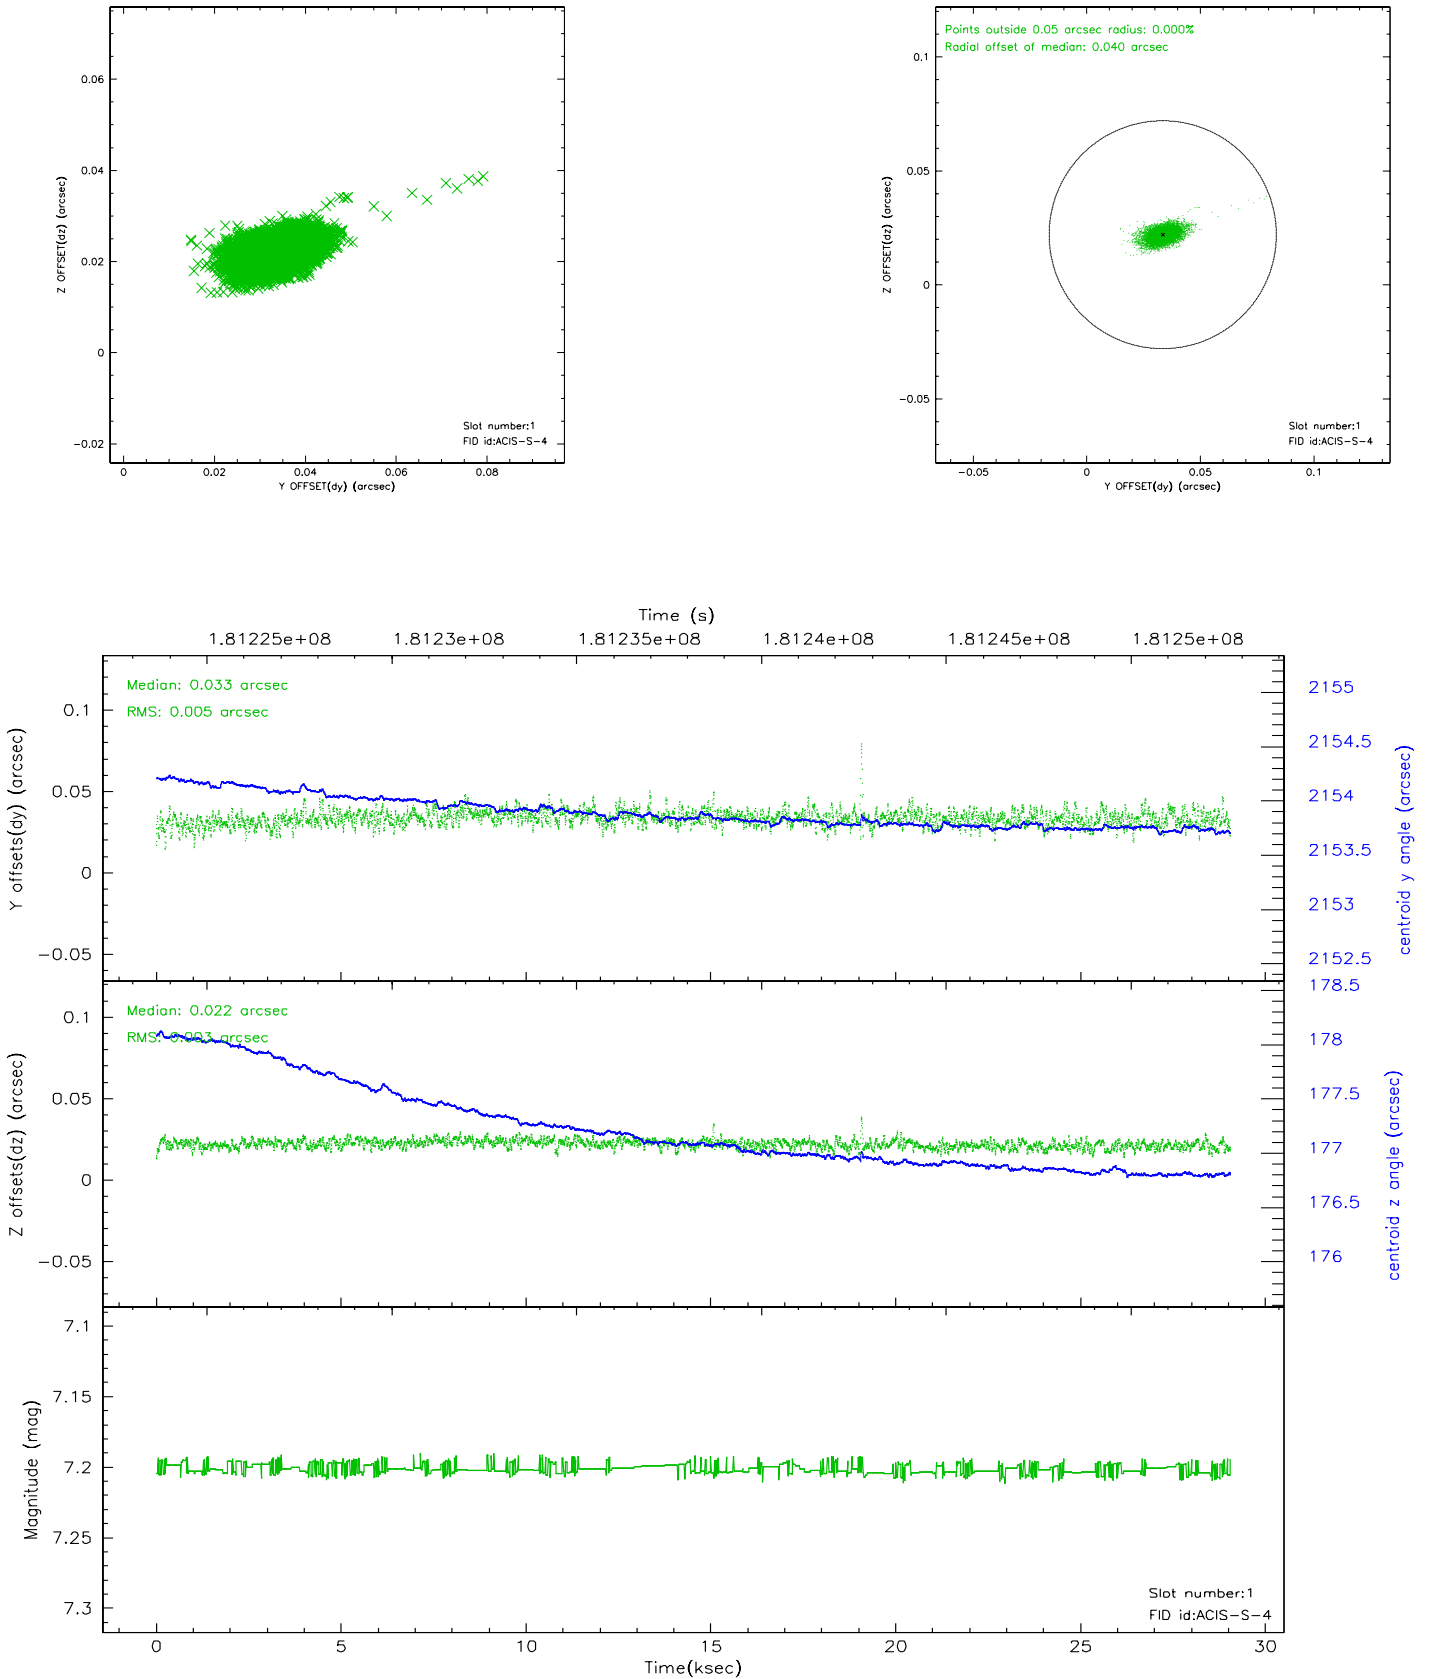 0.06
0.04
0.02
0
−0.02
Z OFFSET(dz) (arcsec)
Slot number:1
FID id:ACIS−S−4
0
0.02
0.04
0.06
0.08
Y OFFSET(dy) (arcsec)
Points outside 0.05 arcsec radius: 0.000%
Radial offset of median: 0.040 arcsec
0.1
0.05
0
−0.05
Z OFFSET(dz) (arcsec)
Slot number:1
FID id:ACIS−S−4
−0.05
0
0.05
0.1
Y OFFSET(dy) (arcsec)
Time (s)
1.81225e+08
1.8123e+08
1.81235e+08
1.8124e+08
1.81245e+08
1.8125e+08
Median: 0.033 arcsec
RMS: 0.005 arcsec
0.1
0.05
0
−0.05
Y offsets(dy) (arcsec)
2155
2154.5
2154
2153.5
2153
2152.5
centroid y angle (arcsec)
Median: 0.022 arcsec
RMS: 0.003 arcsec
0.1
0.05
0
−0.05
Z offsets(dz) (arcsec)
178.5
178
177.5
177
176.5
176
centroid z angle (arcsec)
7.1
7.15
7.2
7.25
7.3
Magnitude (mag)
Slot number:1
FID id:ACIS−S−4
0
5
10
15
20
25
30
Time(ksec)